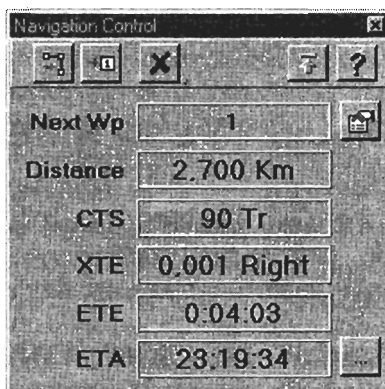 Navigation Control
1
?
Next Wp 1
Distance 2,700 Km
CTS 90 Tr
XTE 0,001 Right
ETE 0:04:03
ETA 23:19:34 ...